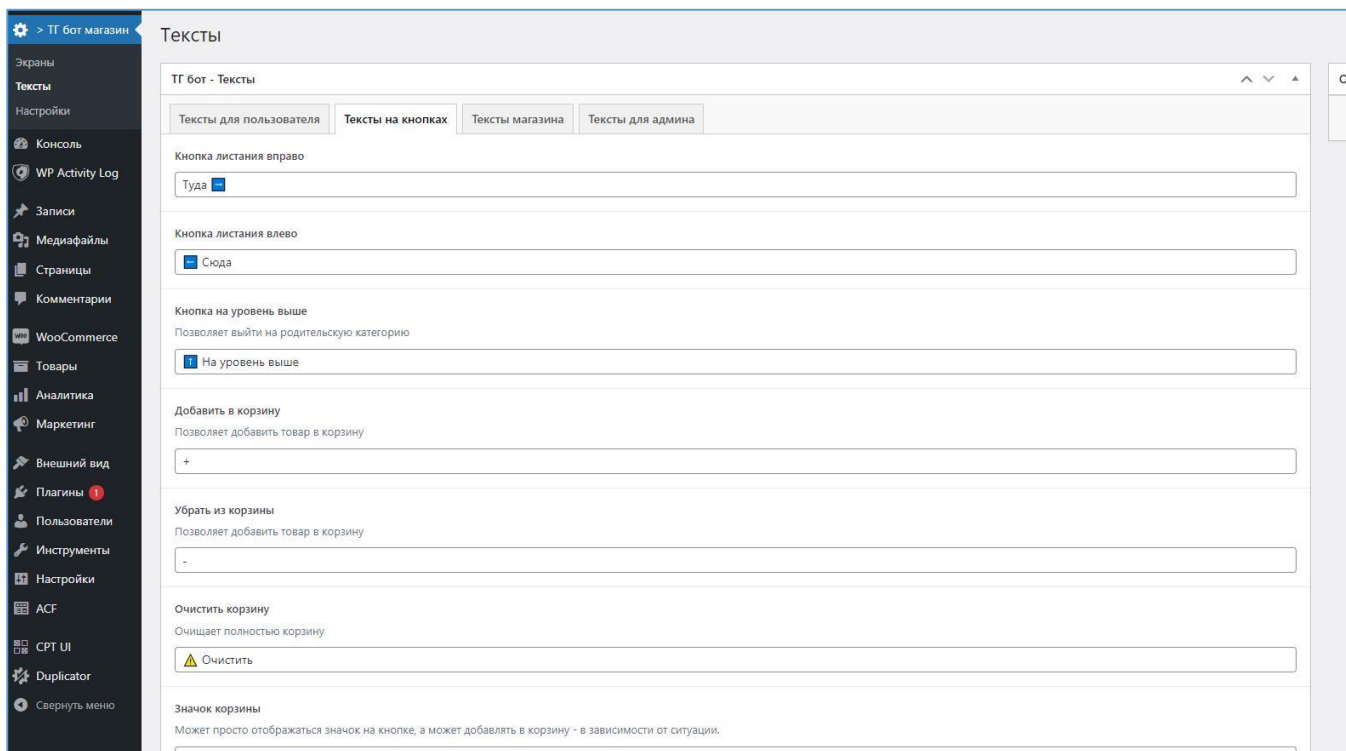 > ТГ бот магазин
Экраны
Тексты
Настройки
Консоль
WP Activity Log
Записи
Медиафайлы
Страницы
Комментарии
WooCommerce
Товары
Аналитика
Маркетинг
Внешний вид
Плагины 1
Пользователи
Инструменты
Настройки
ACF
CPT UI
Duplicator
Свернуть меню
Тексты
ТГ бот - Тексты
Тексты для пользователя Тексты на кнопках Тексты магазина Тексты для админа
Кнопка листания вправо
Туда ➡
Кнопка листания влево
⬅ Сюда
Кнопка на уровень выше
Позволяет выйти на родительскую категорию
⬆ На уровень выше
Добавить в корзину
Позволяет добавить товар в корзину
+
Убрать из корзины
Позволяет добавить товар в корзину
-
Очистить корзину
Очищает полностью корзину
⚠ Очистить
Значок корзины
Может просто отображаться значок на кнопке, а может добавлять в корзину - в зависимости от ситуации.